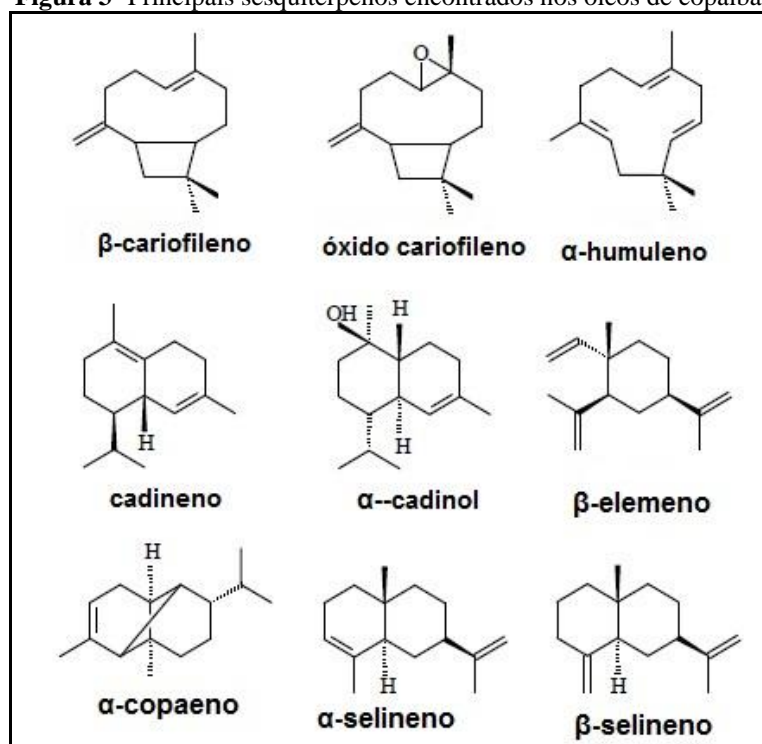 Figura 3- Principais sesquiterpenos encontrados nos óleos de copaíba
O
β-cariofileno
óxido cariofileno
α-humuleno
OH
H
H
H
cadineno
α--cadinol
β-elemeno
H
H
H
α-copaeno
α-selineno
β-selineno